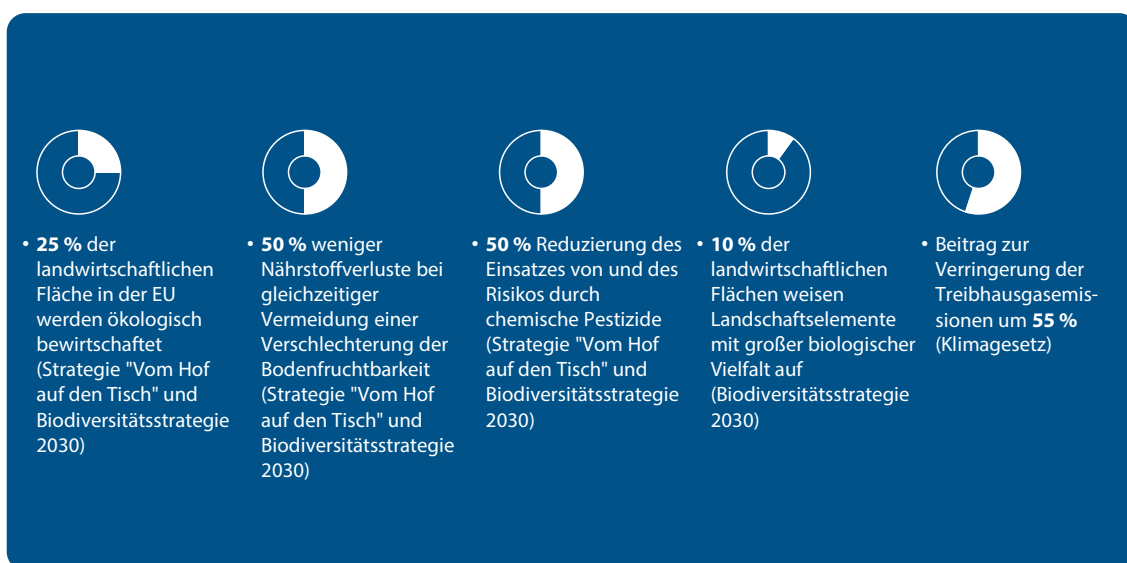 • 25 % der
landwirtschaftlichen
Fläche in der EU
werden ökologisch
bewirtschaftet
(Strategie "Vom Hof
auf den Tisch" und
Biodiversitätsstrategie
2030)
• 50 % weniger
Nährstoffverluste bei
gleichzeitiger
Vermeidung einer
Verschlechterung der
Bodenfruchtbarkeit
(Strategie "Vom Hof
auf den Tisch" und
Biodiversitätsstrategie
2030)
• 50 % Reduzierung des
Einsatzes von und des
Risikos durch
chemische Pestizide
(Strategie "Vom Hof
auf den Tisch" und
Biodiversitätsstrategie
2030)
• 10 % der
landwirtschaftlichen
Flächen weisen
Landschaftselemente
mit großer biologischer
Vielfalt auf
(Biodiversitätsstrategie
2030)
• Beitrag zur
Verringerung der
Treibhausgasemis-
sionen um 55 %
(Klimagesetz)